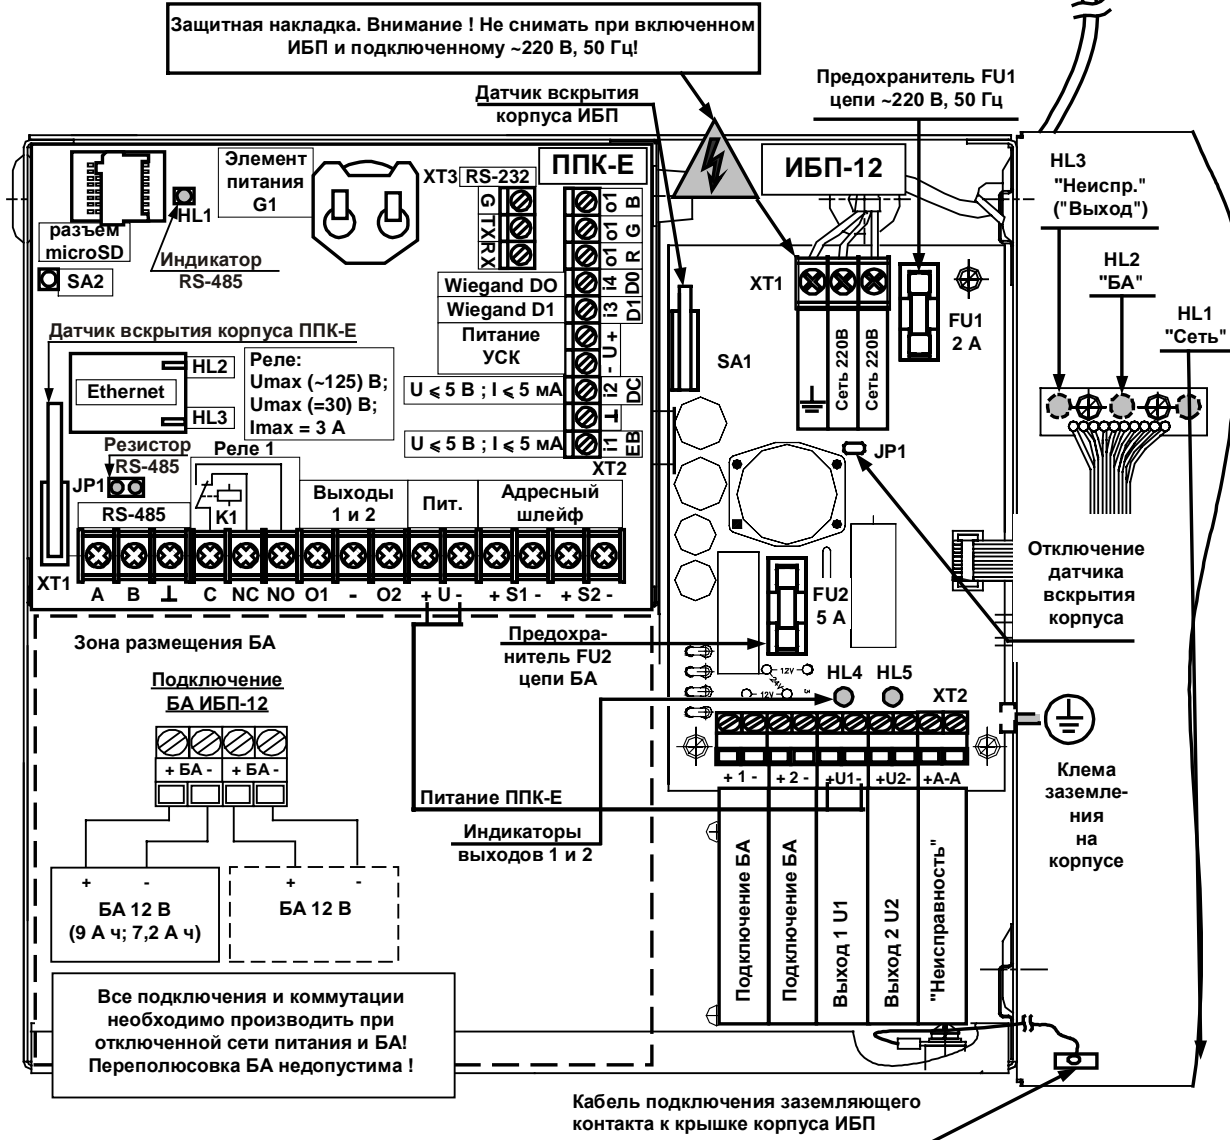 Защитная накладка. Внимание ! Не снимать при включенном
ИБП и подключенному ~220 В, 50 Гц!
Датчик вскрытия
корпуса ИБП
Предохранитель FU1
цепи ~220 В, 50 Гц
ППК-Е
ИБП-12
HL3
"Неиспр."
("Выход")
HL2
"БА"
HL1
"Сеть"
разъем
microSD
HL1
Индикатор
RS-485
SA2
Элемент
питания
G1
XT3 RS-232
G
TX
RX
o1 B
o1 G
o1 R
Wiegand DO
i4 D0
Wiegand D1
i3 D1
Питание
УСК
- U +
U ⩽ 5 В ; I ⩽ 5 мА
i2 DC
⊥
U ⩽ 5 В ; I ⩽ 5 мА
i1 EB
XT2
Датчик вскрытия корпуса ППК-Е
Ethernet
HL2
HL3
Реле:
Umax (~125) В;
Umax (=30) В;
Imax = 3 А
Резистор
RS-485
JP1
RS-485
Реле 1
K1
Выходы
1 и 2
Пит.
Адресный
шлейф
XT1
A B ⊥ C NC NO O1 - O2 + U - + S1 - + S2 -
XT1
Сеть 220В
Сеть 220В
FU1
2 А
SA1
JP1
Отключение
датчика
вскрытия
корпуса
FU2
5 А
Предохра-
нитель FU2
цепи БА
12V
24V
12V
HL4 HL5
XT2
+ 1 - + 2 - +U1- +U2- +A-A
Подключение БА
Подключение БА
Выход 1 U1
Выход 2 U2
"Неисправность"
Клема
заземле-
ния
на
корпусе
Зона размещения БА
Подключение
БА ИБП-12
+ БА - + БА -
+ -
БА 12 В
(9 А ч; 7,2 А ч)
+ -
БА 12 В
Питание ППК-Е
Индикаторы
выходов 1 и 2
Все подключения и коммутации
необходимо производить при
отключенной сети питания и БА!
Переполюсовка БА недопустима !
Кабель подключения заземляющего
контакта к крышке корпуса ИБП